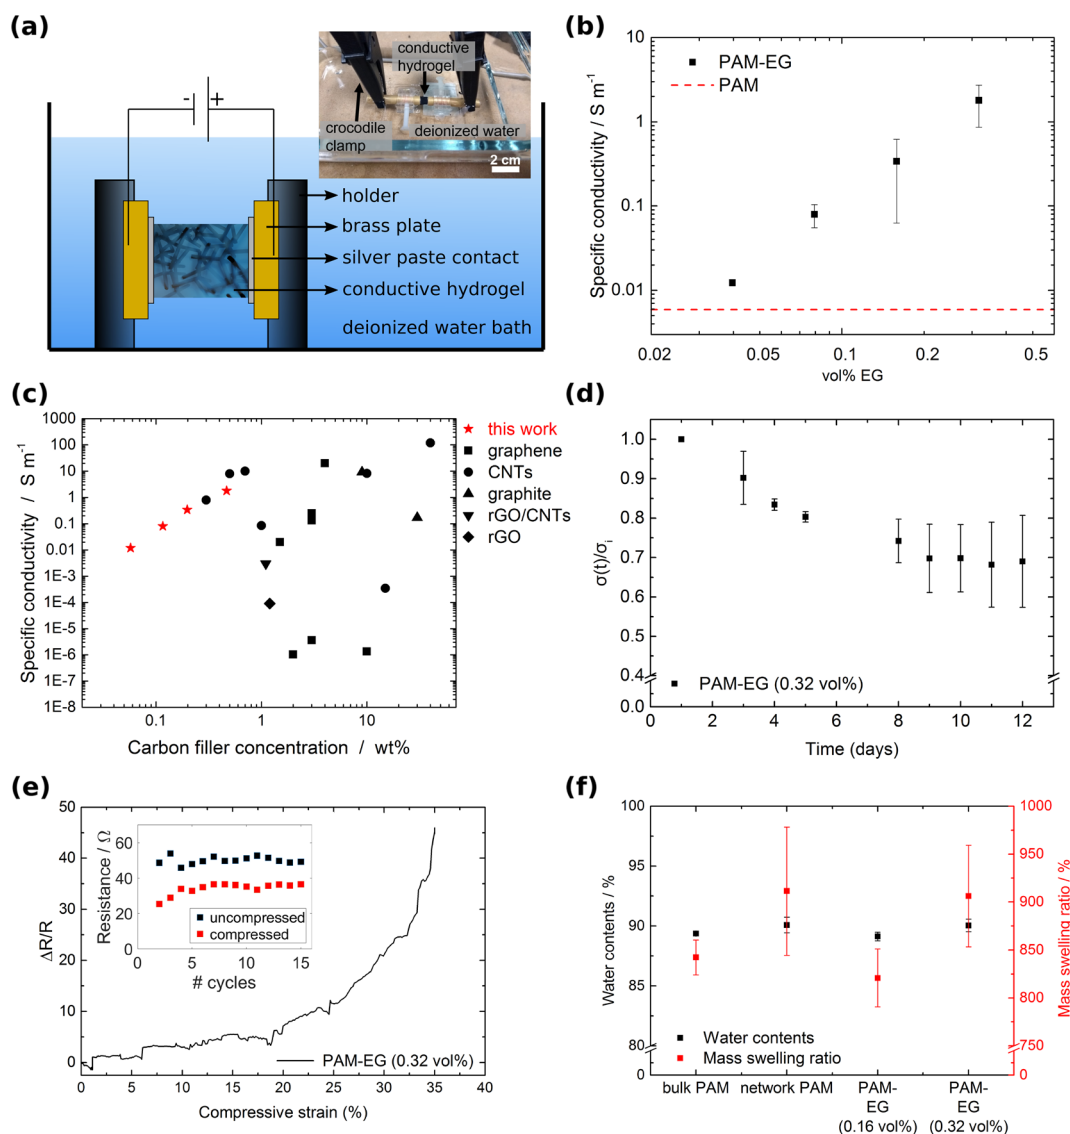 (a)
- +
conductive
hydrogel
crocodile
clamp
deionized water
2 cm
holder
brass plate
silver paste contact
conductive hydrogel
deionized water bath
(b)
Specific conductivity / S m-1
10
1
0.1
0.01
PAM-EG
PAM
0.02 0.05 0.1 0.2 0.5
vol% EG
(c)
Specific conductivity / S m-1
1000
100
10
1
0.1
0.01
1E-3
1E-4
1E-5
1E-6
1E-7
1E-8
0.1 1 10
Carbon filler concentration / wt%
this work
graphene
CNTs
graphite
rGO/CNTs
rGO
(d)
σ(t)/σi
1.0
0.9
0.8
0.7
0.6
0.5
0.4
0.0
PAM-EG (0.32 vol%)
0 2 4 6 8 10 12
Time (days)
(e)
ΔR/R
50
40
30
20
10
0
Resistance / Ω
60
40
20
0
uncompressed
compressed
0 5 10 15
# cycles
PAM-EG (0.32 vol%)
0 5 10 15 20 25 30 35 40
Compressive strain (%)
(f)
Water contents / %
100
95
90
85
80
0
Water contents
Mass swelling ratio
1000
950
900
850
800
750
0
Mass swelling ratio / %
bulk PAM network PAM PAM- PAM-
EG EG
(0.16 vol%) (0.32 vol%)